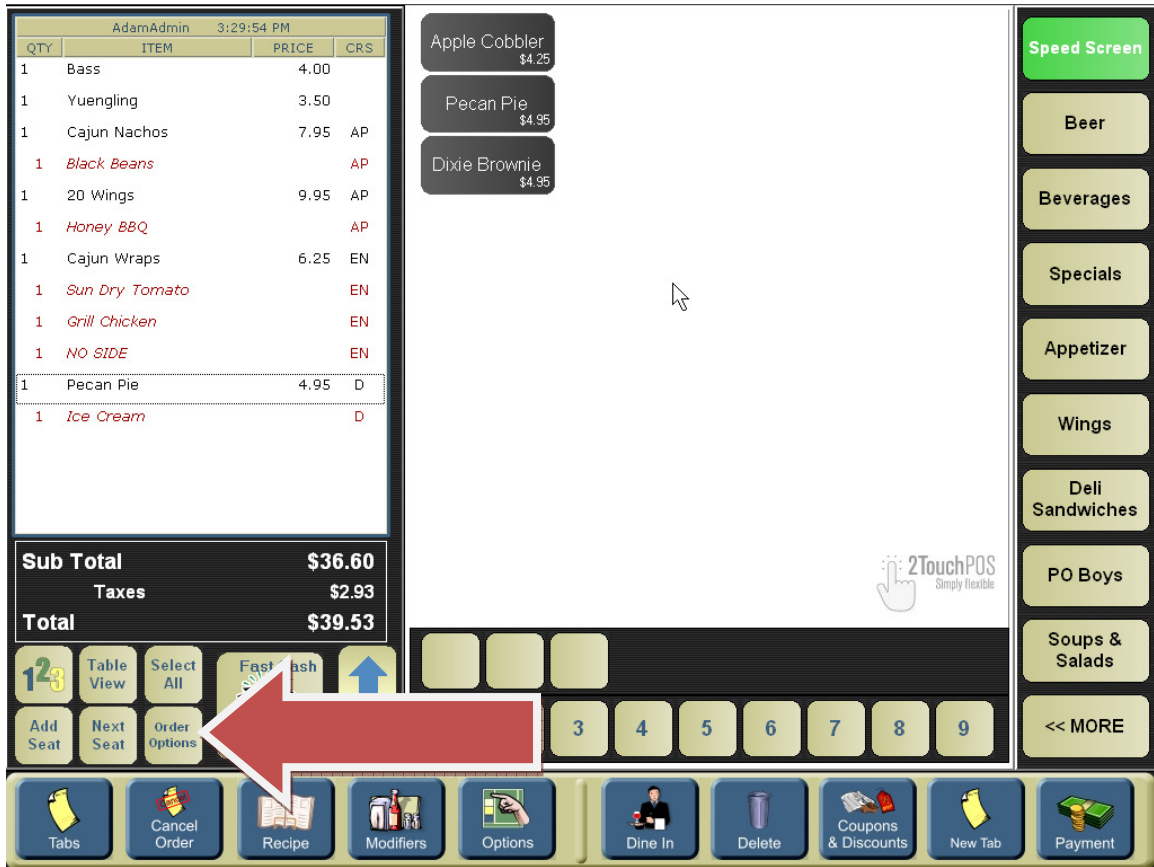 AdamAdmin 3:29:54 PM
QTY ITEM PRICE CRS
1 Bass 4.00
1 Yuengling 3.50
1 Cajun Nachos 7.95 AP
1 Black Beans AP
1 20 Wings 9.95 AP
1 Honey BBQ AP
1 Cajun Wraps 6.25 EN
1 Sun Dry Tomato EN
1 Grill Chicken EN
1 NO SIDE EN
1 Pecan Pie 4.95 D
1 Ice Cream D
Sub Total $36.60
Taxes $2.93
Total $39.53
123
Table
View
Select
All
Fast Cash
Add
Seat
Next
Seat
Order
Options
Apple Cobbler
$4.25
Pecan Pie
$4.95
Dixie Brownie
$4.95
2TouchPOS
Simply flexible
3 4 5 6 7 8 9
Speed Screen
Beer
Beverages
Specials
Appetizer
Wings
Deli
Sandwiches
PO Boys
Soups &
Salads
<< MORE
Tabs
Cancel
Cancel
Order
Recipe
Modifiers
Options
Dine In
Delete
Coupons
& Discounts
New Tab
Payment